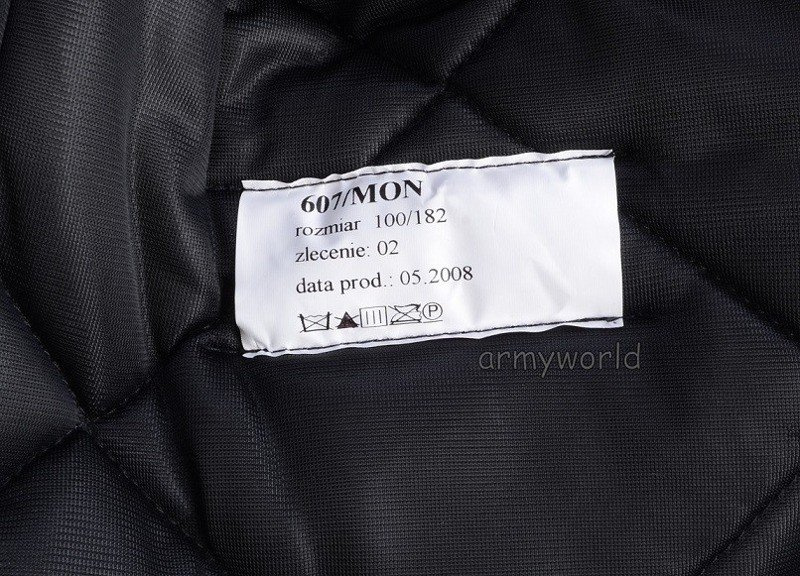 607/MON
rozmiar 100/182
zlecenie: 02
data prod.: 05.2008
P
armyworld